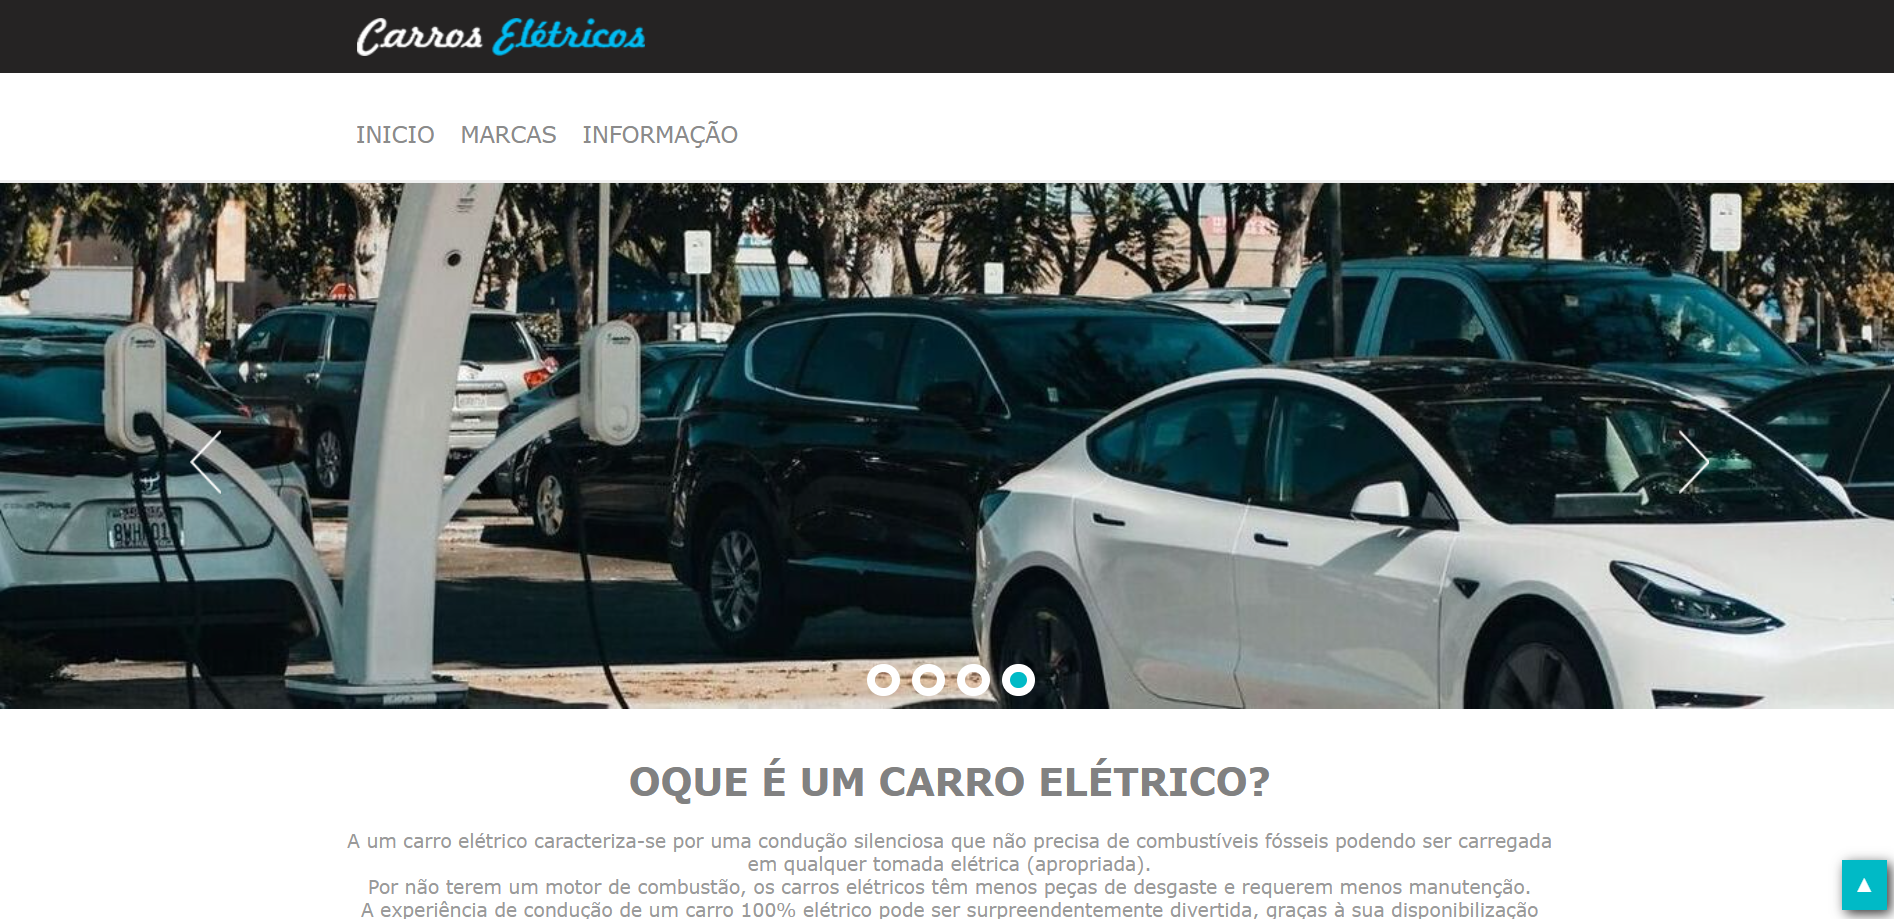 Carros Elétricos
INICIO MARCAS INFORMAÇÃO
OQUE É UM CARRO ELÉTRICO?
A um carro elétrico caracteriza-se por uma condução silenciosa que não precisa de combustíveis fósseis podendo ser carregada
em qualquer tomada elétrica (apropriada).
Por não terem um motor de combustão, os carros elétricos têm menos peças de desgaste e requerem menos manutenção.
A experiência de condução de um carro 100% elétrico pode ser surpreendentemente divertida, graças à sua disponibilização